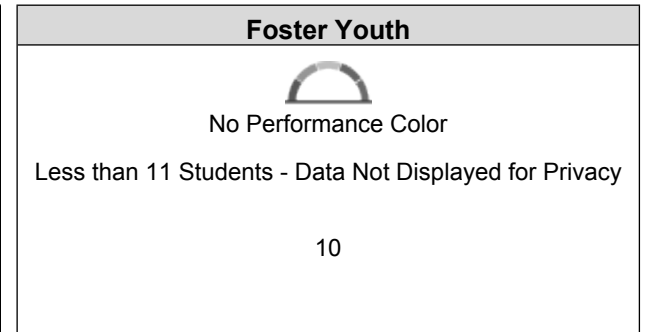 Foster Youth
No Performance Color
Less than 11 Students - Data Not Displayed for Privacy
10